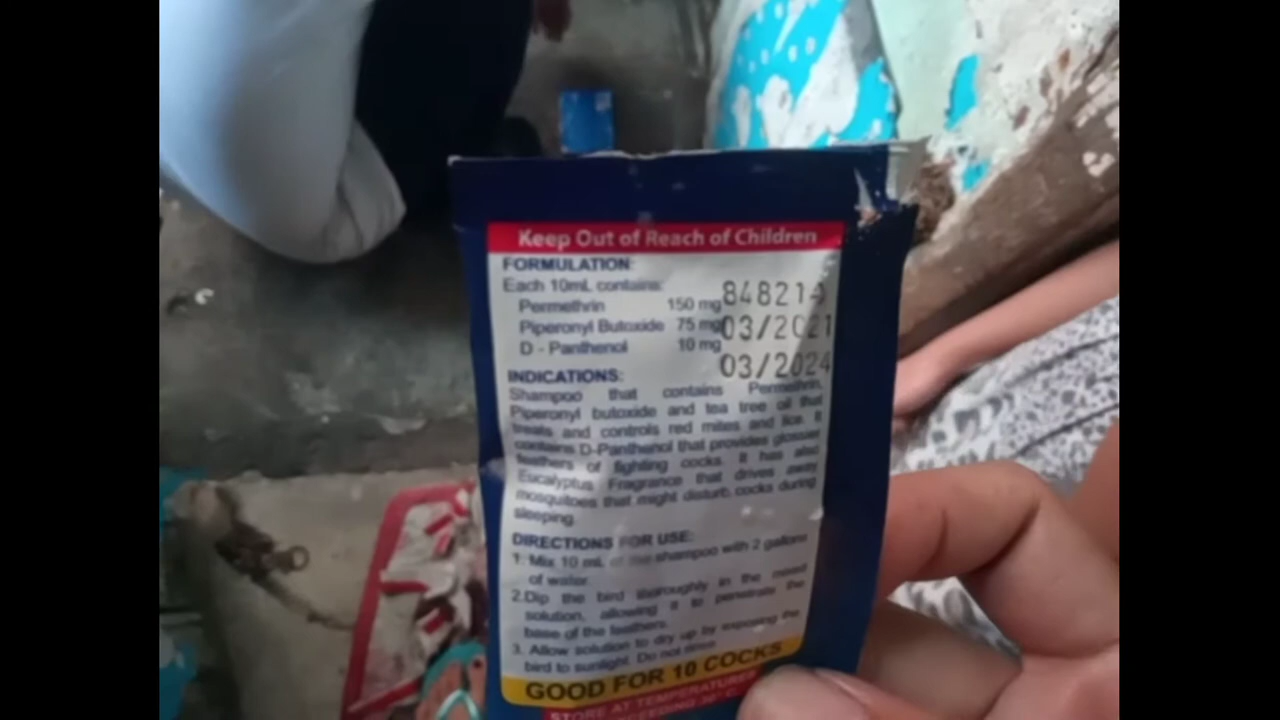 Keep Out of Reach of Children
FORMULATION:
Each 10mL contains:
Permethrin 150 mg
Piperonyl Butoxide 75 mg
D - Panthenol 10 mg
848214
03/2021
03/2024
INDICATIONS:
Shampoo that contains Permethrin,
Piperonyl butoxide and tea tree oil that
treats and controls red mites and lice. It
contains D-Panthenol that provides glossier
feathers of fighting cocks. It has also
Eucalyptus Fragrance that drives away
mosquitoes that might disturb cocks during
sleeping.
DIRECTIONS FOR USE:
1. Mix 10 mL of the shampoo with 2 gallons
of water.
2.Dip the bird thoroughly in the mixed
solution, allowing it to penetrate the
base of the feathers.
3. Allow solution to dry up by exposing the
bird to sunlight. Do not rinse
GOOD FOR 10 COCKS
STORE AT TEMPERATURES